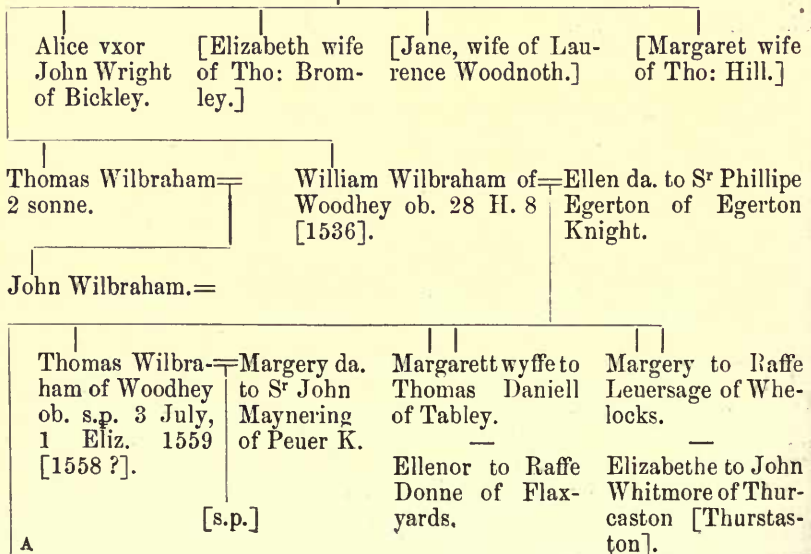 Alice vxor
John Wright
of Bickley.
[Elizabeth wife
of Tho: Brom-
ley.]
[Jane, wife of Lau-
rence Woodnoth.]
[Margaret wife
of Tho: Hill.]
Thomas Wilbraham=
2 sonne.
William Wilbraham of=
Woodhey ob. 28 H. 8
[1536].
Ellen da. to Sʳ Phillipe
Egerton of Egerton
Knight.
John Wilbraham.=
Thomas Wilbra-=
ham of Woodhey
ob. s.p. 3 July,
1 Eliz. 1559
[1558 ?].
Margery da.
to Sʳ John
Maynering
of Peuer K.
[s.p.]
Margarett wyffe to
Thomas Daniell
of Tabley.
—
Ellenor to Raffe
Donne of Flax-
yards.
Margery to Raffe
Leuersage of Whe-
locks.
—
Elizabethe to John
Whitmore of Thur-
caston [Thurstas-
ton].
A